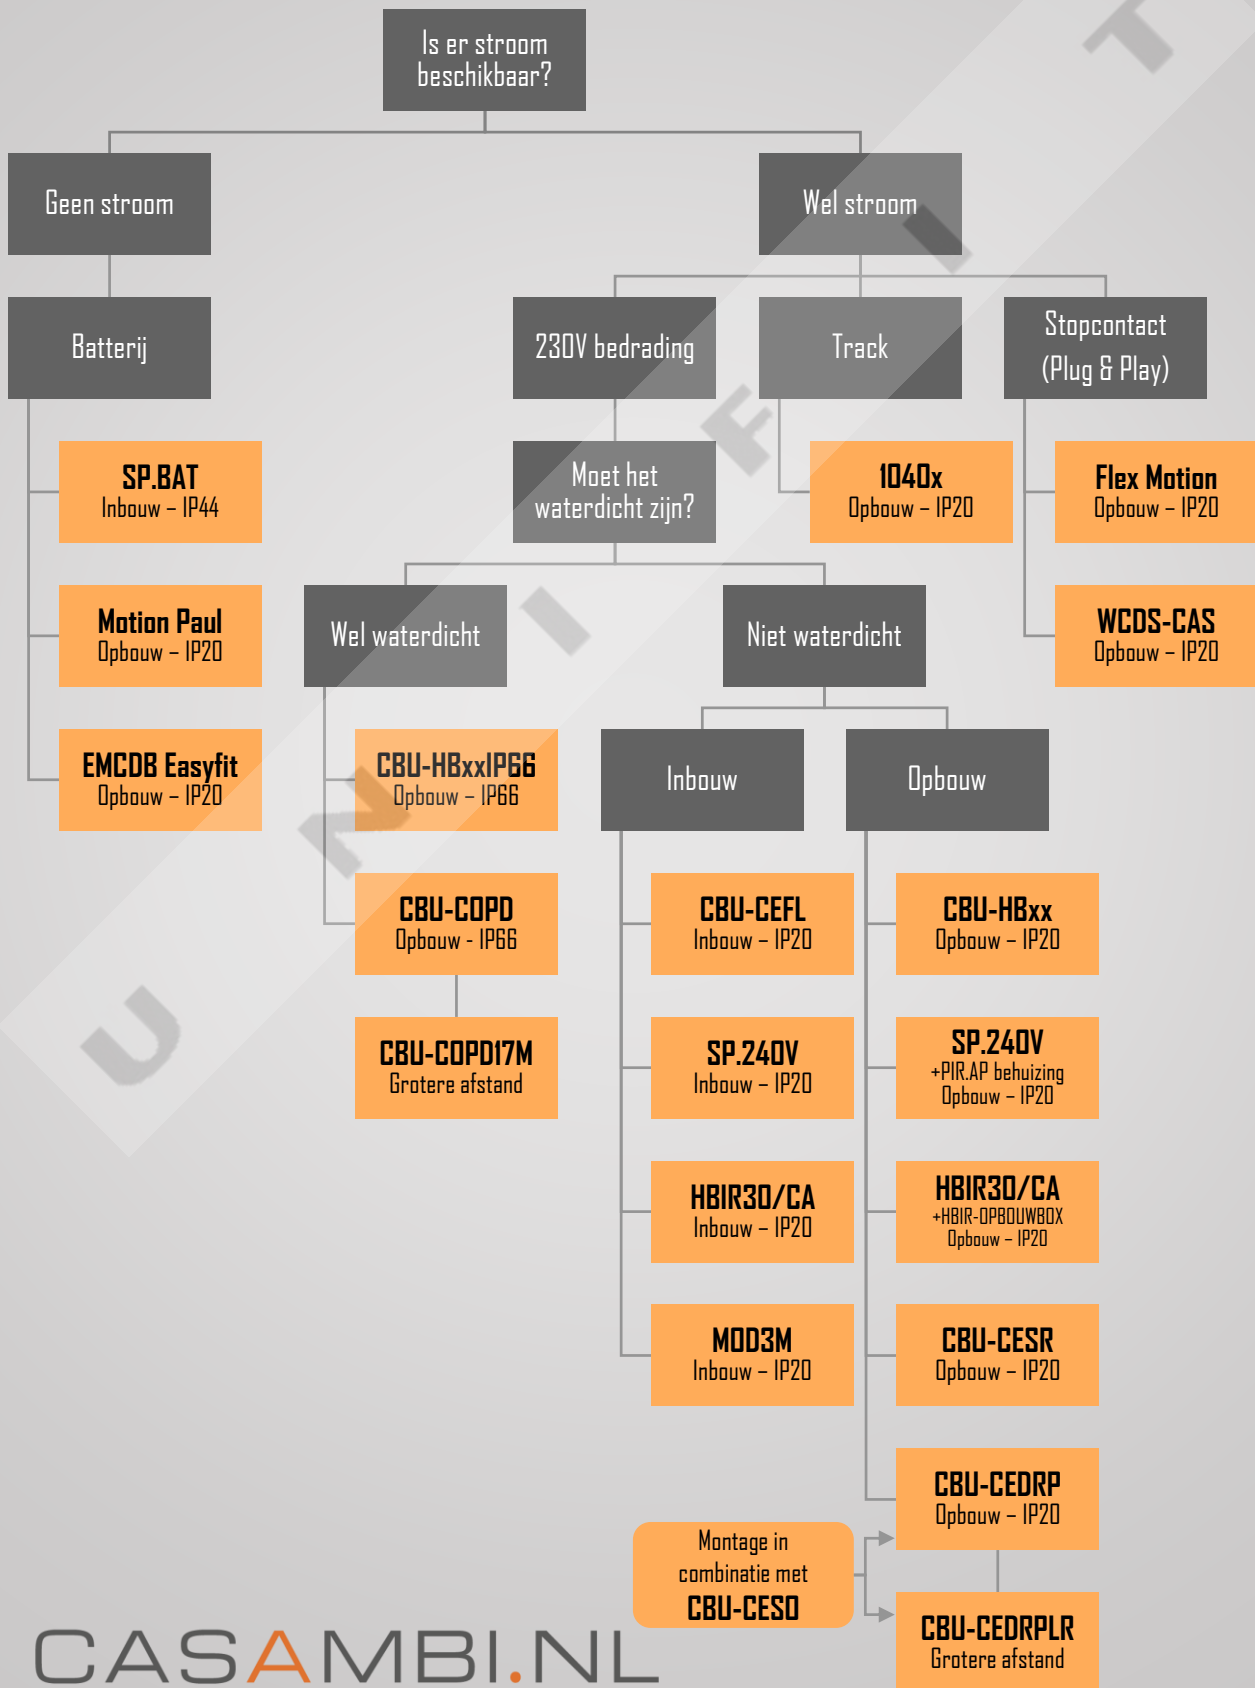 Is er stroom
beschikbaar?
Geen stroom
Wel stroom
Batterij
230V bedrading
Track
Stopcontact
(Plug & Play)
SP.BAT
Inbouw – IP44
Moet het
waterdicht zijn?
1040x
Opbouw – IP20
Flex Motion
Opbouw – IP20
Motion Paul
Opbouw – IP20
Wel waterdicht
Niet waterdicht
WCDS-CAS
Opbouw – IP20
EMCDB Easyfit
Opbouw – IP20
CBU-HBxxIP66
Opbouw – IP66
Inbouw
Opbouw
CBU-COPD
Opbouw - IP66
CBU-CEFL
Inbouw – IP20
CBU-HBxx
Opbouw – IP20
CBU-COPD17M
Grotere afstand
SP.240V
Inbouw – IP20
SP.240V
+PIR.AP behuizing
Opbouw – IP20
HBIR30/CA
Inbouw – IP20
HBIR30/CA
+HBIR-OPBOUWBOX
Opbouw – IP20
MOD3M
Inbouw – IP20
CBU-CESR
Opbouw – IP20
CBU-CEDRP
Opbouw – IP20
Montage in
combinatie met
CBU-CESO
CBU-CEDRPLR
Grotere afstand
CASAMBI.NL
UNIFIT